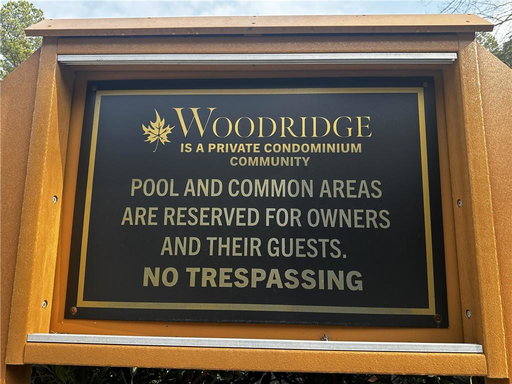 WOODRIDGE
IS A PRIVATE CONDOMINIUM
COMMUNITY
POOL AND COMMON AREAS
ARE RESERVED FOR OWNERS
AND THEIR GUESTS.
NO TRESPASSING